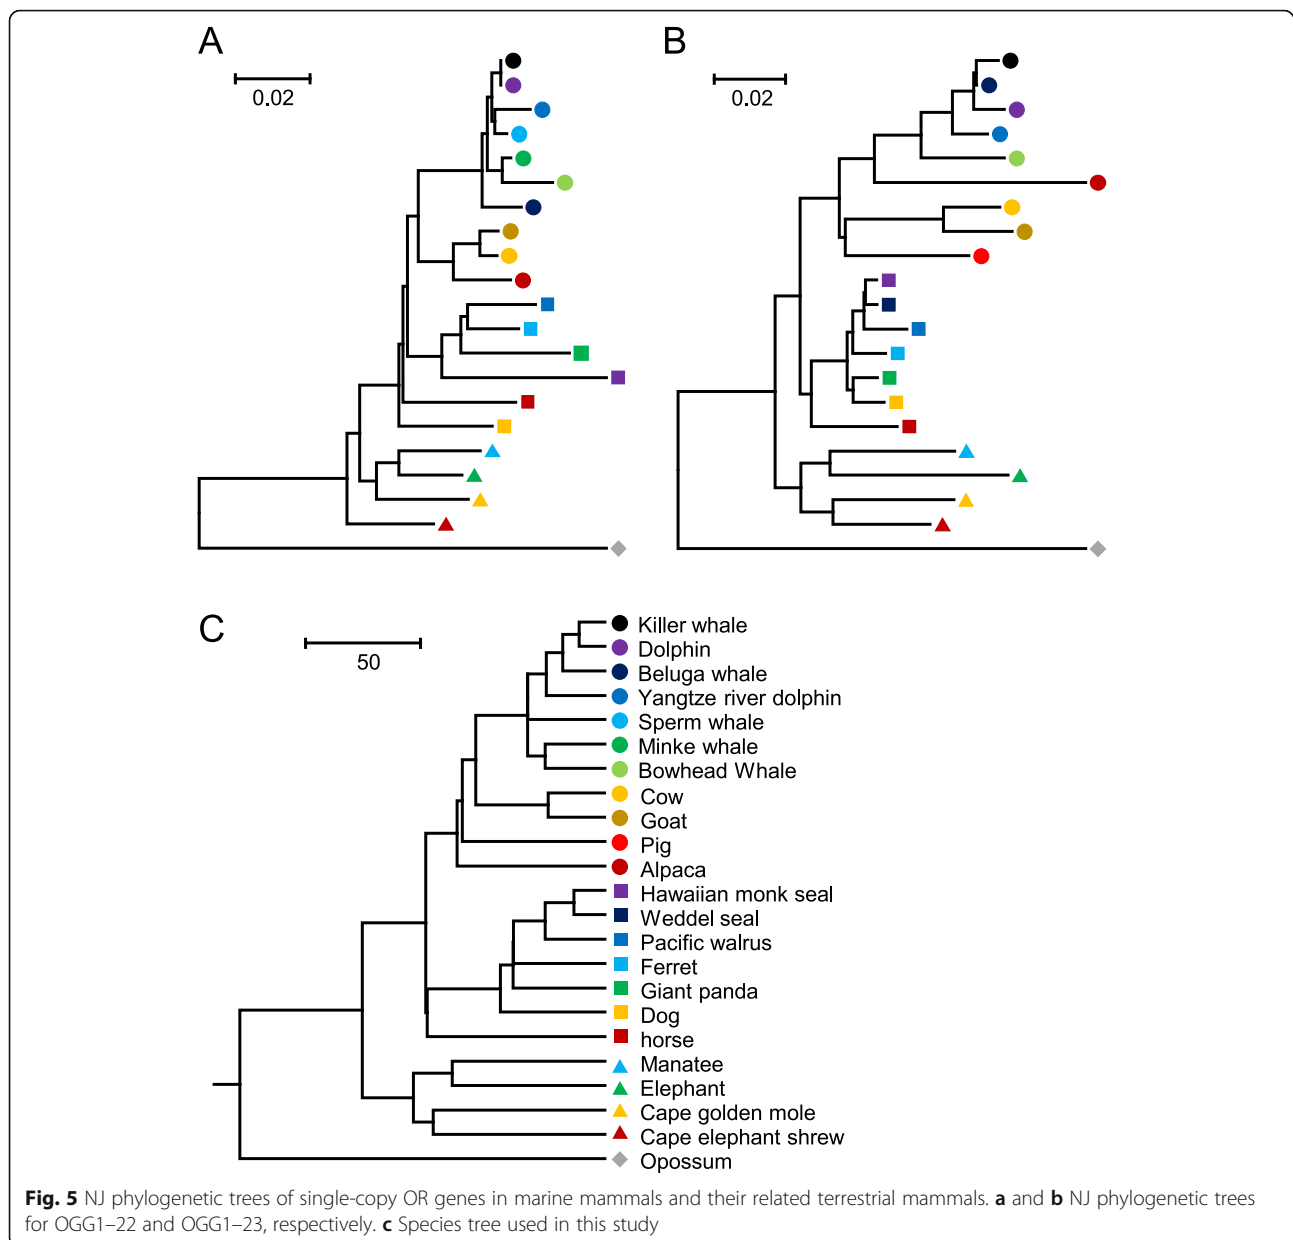 A
B
0.02
0.02
C
50
Killer whale
Dolphin
Beluga whale
Yangtze river dolphin
Sperm whale
Minke whale
Bowhead Whale
Cow
Goat
Pig
Alpaca
Hawaiian monk seal
Weddel seal
Pacific walrus
Ferret
Giant panda
Dog
horse
Manatee
Elephant
Cape golden mole
Cape elephant shrew
Opossum
Fig. 5 NJ phylogenetic trees of single-copy OR genes in marine mammals and their related terrestrial mammals. a and b NJ phylogenetic trees
for OGG1–22 and OGG1–23, respectively. c Species tree used in this study